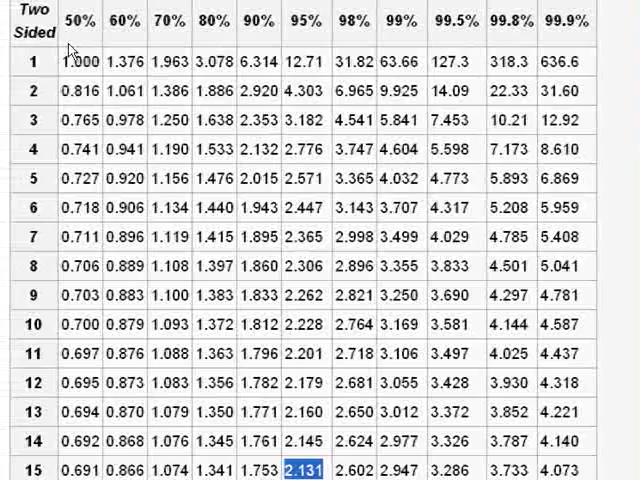 Two Sided 50% 60% 70% 80% 90% 95% 98% 99% 99.5% 99.8% 99.9%
1 1.000 1.376 1.963 3.078 6.314 12.71 31.82 63.66 127.3 318.3 636.6
2 0.816 1.061 1.386 1.886 2.920 4.303 6.965 9.925 14.09 22.33 31.60
3 0.765 0.978 1.250 1.638 2.353 3.182 4.541 5.841 7.453 10.21 12.92
4 0.741 0.941 1.190 1.533 2.132 2.776 3.747 4.604 5.598 7.173 8.610
5 0.727 0.920 1.156 1.476 2.015 2.571 3.365 4.032 4.773 5.893 6.869
6 0.718 0.906 1.134 1.440 1.943 2.447 3.143 3.707 4.317 5.208 5.959
7 0.711 0.896 1.119 1.415 1.895 2.365 2.998 3.499 4.029 4.785 5.408
8 0.706 0.889 1.108 1.397 1.860 2.306 2.896 3.355 3.833 4.501 5.041
9 0.703 0.883 1.100 1.383 1.833 2.262 2.821 3.250 3.690 4.297 4.781
10 0.700 0.879 1.093 1.372 1.812 2.228 2.764 3.169 3.581 4.144 4.587
11 0.697 0.876 1.088 1.363 1.796 2.201 2.718 3.106 3.497 4.025 4.437
12 0.695 0.873 1.083 1.356 1.782 2.179 2.681 3.055 3.428 3.930 4.318
13 0.694 0.870 1.079 1.350 1.771 2.160 2.650 3.012 3.372 3.852 4.221
14 0.692 0.868 1.076 1.345 1.761 2.145 2.624 2.977 3.326 3.787 4.140
15 0.691 0.866 1.074 1.341 1.753 2.131 2.602 2.947 3.286 3.733 4.073